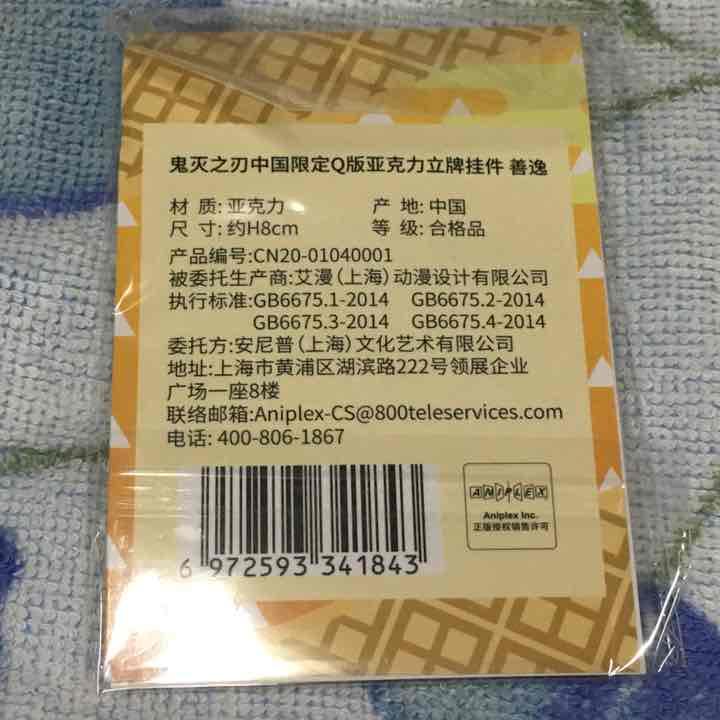 鬼灭之刃中国限定Q版亚克力立牌挂件 善逸
材 质: 亚克力 产 地: 中国
尺 寸: 约H8cm 等 级: 合格品
产品编号:CN20-01040001
被委托生产商:艾漫(上海)动漫设计有限公司
执行标准:GB6675.1-2014 GB6675.2-2014
GB6675.3-2014 GB6675.4-2014
委托方:安尼普(上海)文化艺术有限公司
地址:上海市黄浦区湖滨路222号领展企业
广场一座8楼
联络邮箱:Aniplex-CS@800teleservices.com
电话: 400-806-1867
ANIPLEX
Aniplex Inc.
正版授权销售许可
6 972593 341843